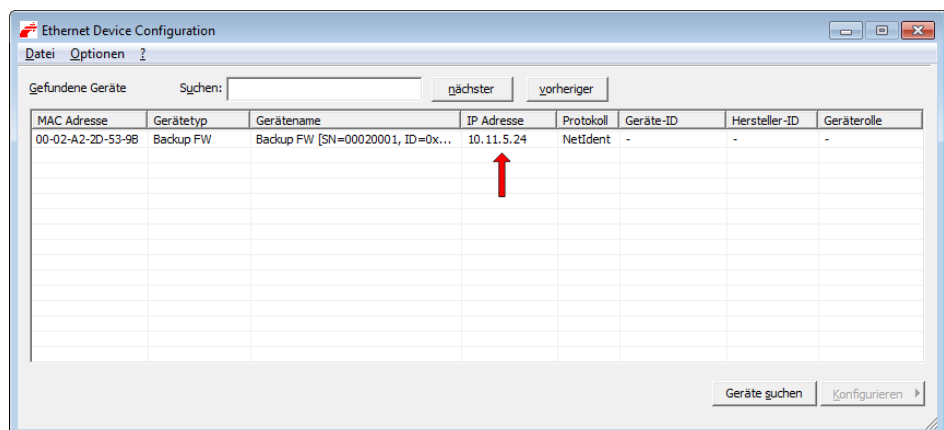 Ethernet Device Configuration
Datei Optionen ?
Gefundene Geräte Suchen: nächster vorheriger
MAC Adresse Gerätetyp Gerätename IP Adresse Protokoll Geräte-ID Hersteller-ID Geräterolle
00-02-A2-2D-53-9B Backup FW Backup FW [SN=00020001, ID=0x... 10.11.5.24 NetIdent - - -
Geräte suchen Konfigurieren